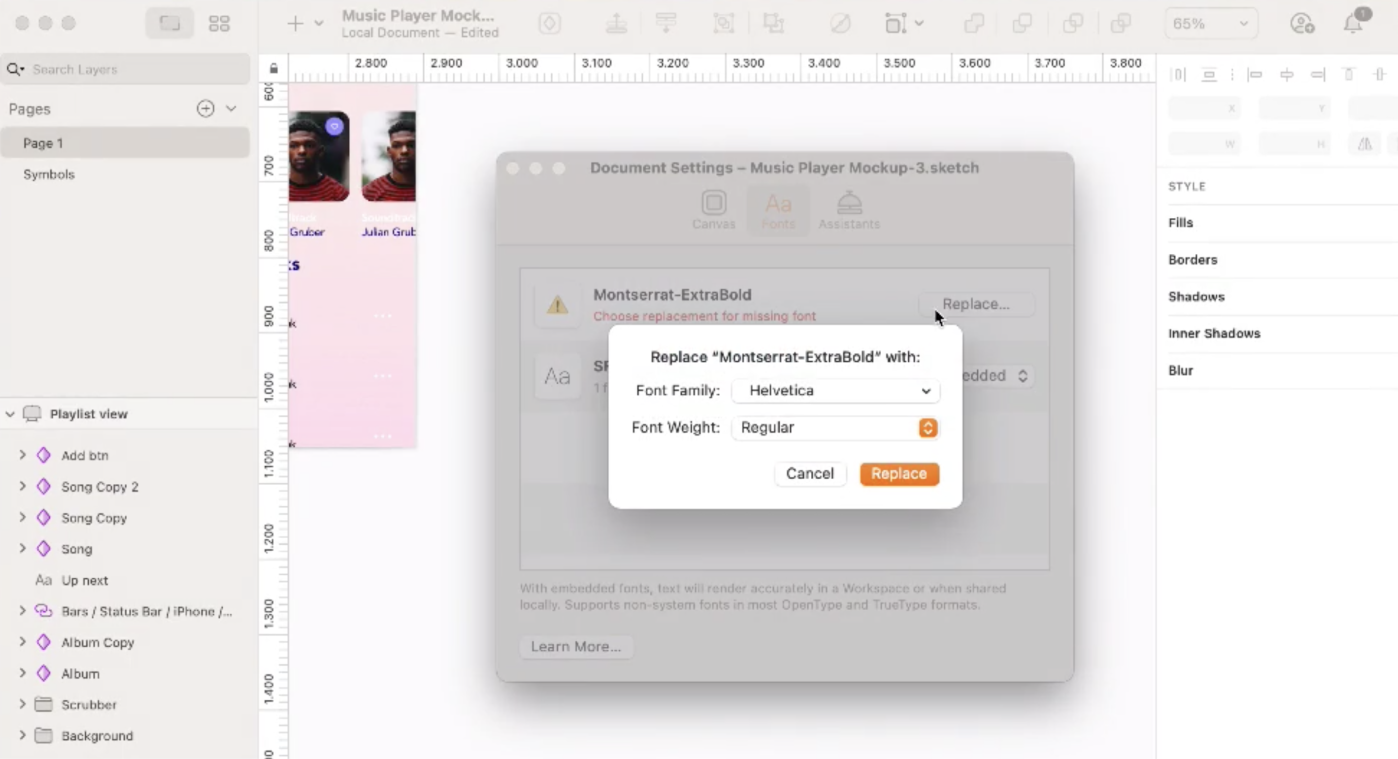 Music Player Mock...
Local Document — Edited
65%
1
Search Layers
Pages
Page 1
Symbols
Playlist view
Add btn
Song Copy 2
Song Copy
Song
Aa Up next
Bars / Status Bar / iPhone /...
Album Copy
Album
Scrubber
Background
2.800 2.900 3.000 3.100 3.200 3.300 3.400 3.500 3.600 3.700 3.800
600
700
800
900
1.000
1.100
1.200
1.300
1.400
Soundtrack
Gruber
Julian Grub
ks
Document Settings – Music Player Mockup-3.sketch
Canvas
Aa
Fonts
Assistants
Montserrat-ExtraBold
Choose replacement for missing font
Replace...
Aa
SF
1 f
edded
Replace "Montserrat-ExtraBold" with:
Font Family: Helvetica
Font Weight: Regular
Cancel Replace
With embedded fonts, text will render accurately in a Workspace or when shared
locally. Supports non-system fonts in most OpenType and TrueType formats.
Learn More...
X Y
W H
STYLE
Fills
Borders
Shadows
Inner Shadows
Blur